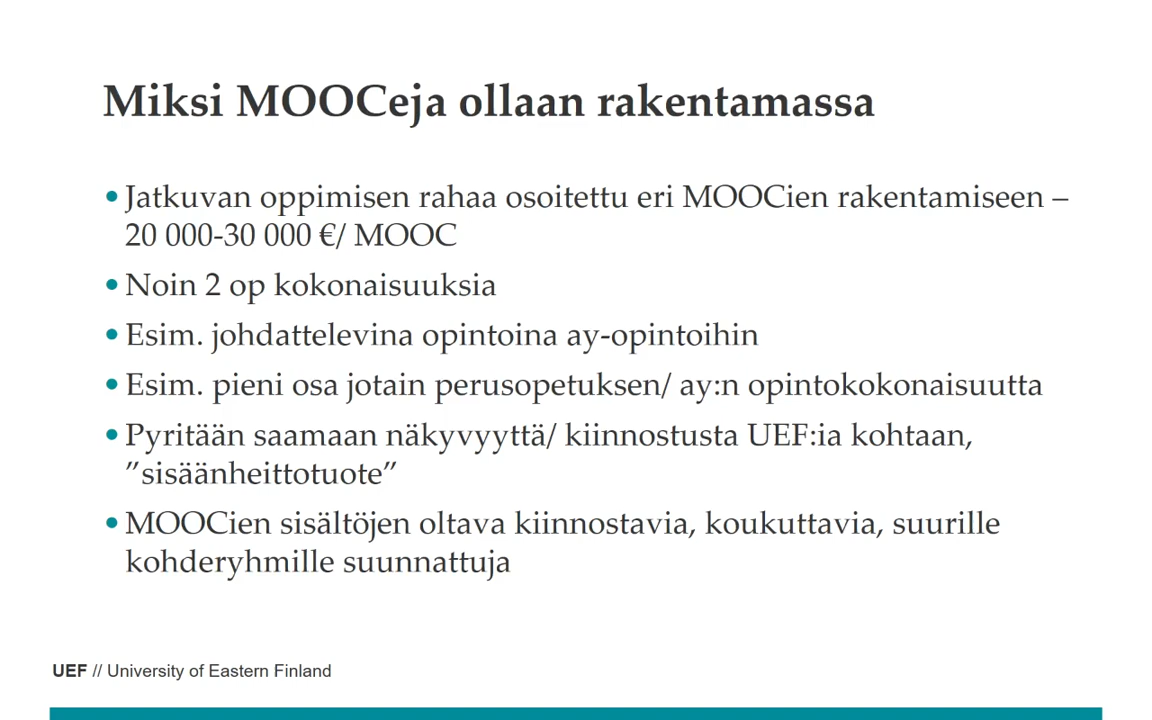 Miksi MOOCeja ollaan rakentamassa
•Jatkuvan oppimisen rahaa osoitettu eri MOOCien rakentamiseen –
20 000-30 000 €/ MOOC
•Noin 2 op kokonaisuuksia
•Esim. johdattelevina opintoina ay-opintoihin
•Esim. pieni osa jotain perusopetuksen/ ay:n opintokokonaisuutta
•Pyritään saamaan näkyvyyttä/ kiinnostusta UEF:ia kohtaan,
”sisäänheittotuote”
•MOOCien sisältöjen oltava kiinnostavia, koukuttavia, suurille
kohderyhmille suunnattuja
UEF // University of Eastern Finland